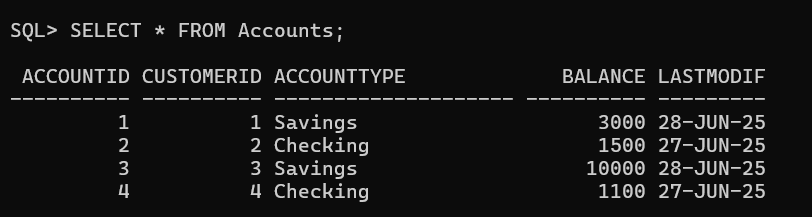 SQL> SELECT * FROM Accounts;
 ACCOUNTID CUSTOMERID ACCOUNTTYPE             BALANCE LASTMODIF
---------- ---------- -------------------- ---------- ---------
         1          1 Savings                    3000 28-JUN-25
         2          2 Checking                   1500 27-JUN-25
         3          3 Savings                   10000 28-JUN-25
         4          4 Checking                   1100 27-JUN-25